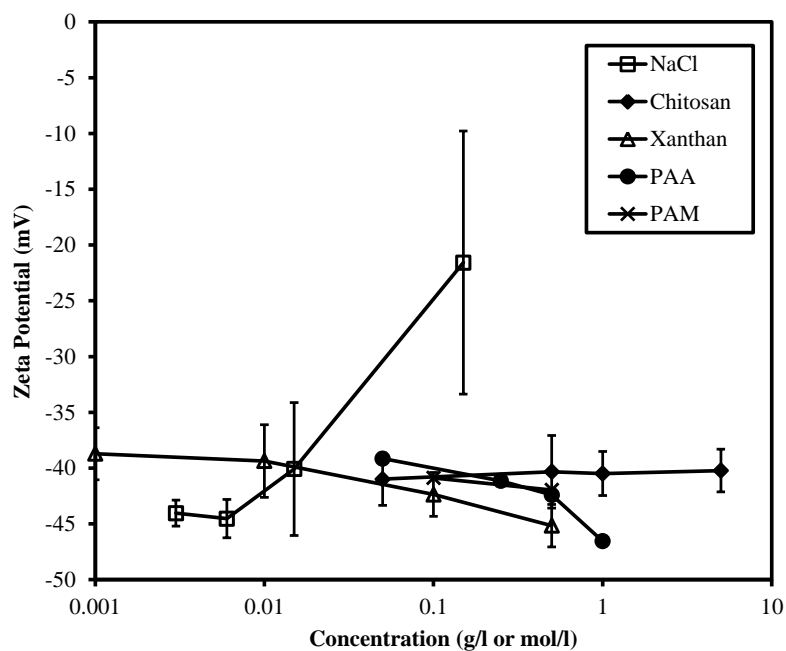 0
-5
-10
-15
-20
-25
-30
-35
-40
-45
-50
Zeta Potential (mV)
NaCl
Chitosan
Xanthan
PAA
PAM
0.001 0.01 0.1 1 10
Concentration (g/l or mol/l)